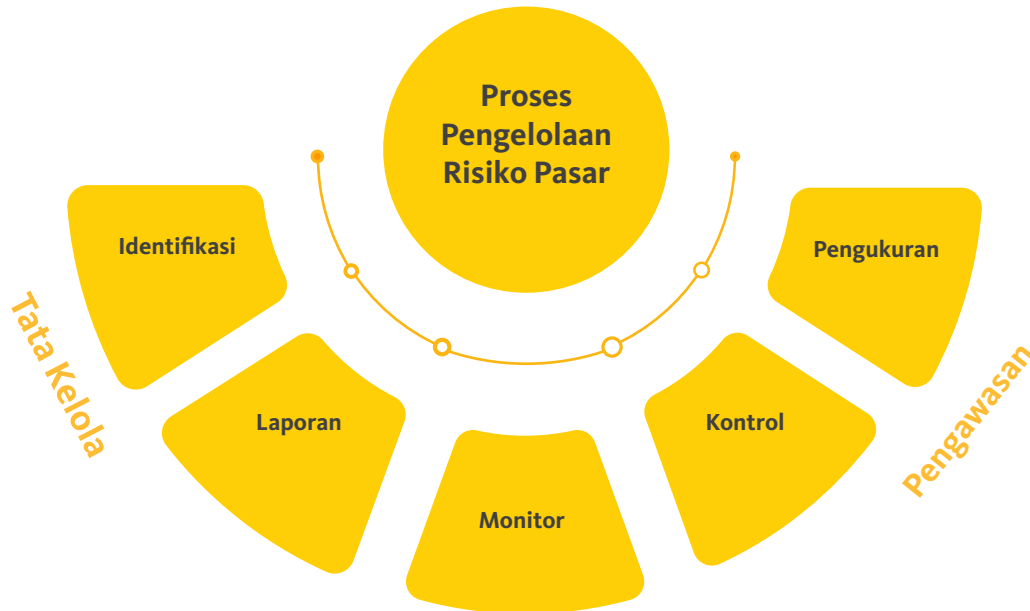 Proses
Pengelolaan
Risiko Pasar
Identifikasi
Laporan
Monitor
Kontrol
Pengukuran
Tata Kelola
Pengawasan